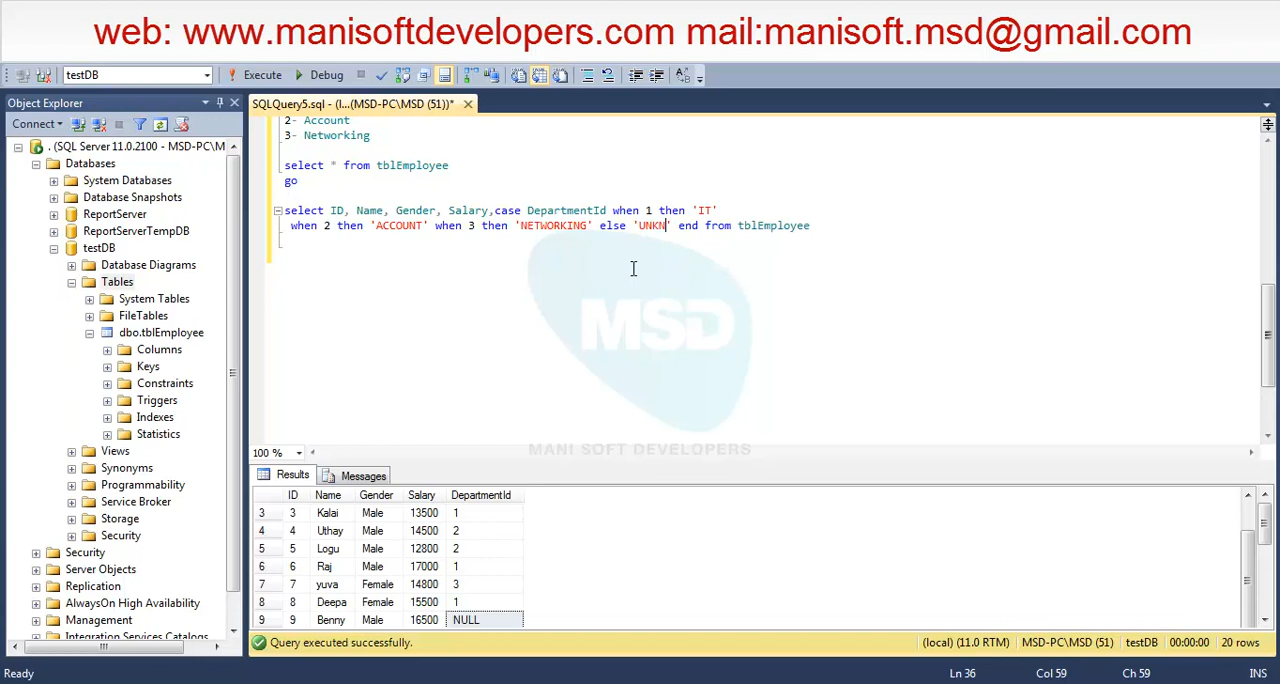 web: www.manisoftdevelopers.com mail:manisoft.msd@gmail.com
testDB Execute Debug
Object Explorer
SQLQuery5.sql - (l...(MSD-PC\MSD (51))*
Connect
. (SQL Server 11.0.2100 - MSD-PC\M
Databases
System Databases
Database Snapshots
ReportServer
ReportServerTempDB
testDB
Database Diagrams
Tables
System Tables
FileTables
dbo.tblEmployee
Columns
Keys
Constraints
Triggers
Indexes
Statistics
Views
Synonyms
Programmability
Service Broker
Storage
Security
Security
Server Objects
Replication
AlwaysOn High Availability
Management
Integration Services Catalogs
2- Account
3- Networking
select * from tblEmployee
go
select ID, Name, Gender, Salary,case DepartmentId when 1 then 'IT'
when 2 then 'ACCOUNT' when 3 then 'NETWORKING' else 'UNKN' end from tblEmployee
MSD
MANI SOFT DEVELOPERS
100 %
Results Messages
ID Name Gender Salary DepartmentId
3 3 Kalai Male 13500 1
4 4 Uthay Male 14500 2
5 5 Logu Male 12800 2
6 6 Raj Male 17000 1
7 7 yuva Female 14800 3
8 8 Deepa Female 15500 1
9 9 Benny Male 16500 NULL
Query executed successfully. (local) (11.0 RTM) MSD-PC\MSD (51) testDB 00:00:00 20 rows
Ready Ln 36 Col 59 Ch 59 INS